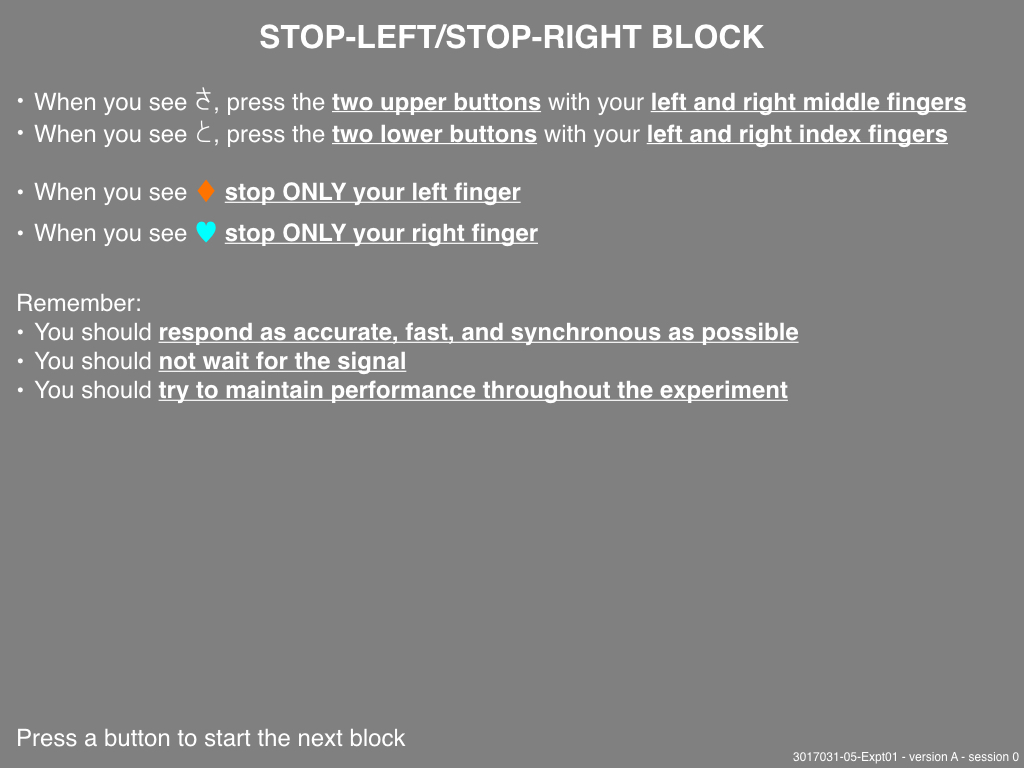 STOP-LEFT/STOP-RIGHT BLOCK
• When you see さ, press the two upper buttons with your left and right middle fingers
• When you see と, press the two lower buttons with your left and right index fingers
• When you see ♦ stop ONLY your left finger
• When you see ♥ stop ONLY your right finger
Remember:
• You should respond as accurate, fast, and synchronous as possible
• You should not wait for the signal
• You should try to maintain performance throughout the experiment
Press a button to start the next block
3017031-05-Expt01 - version A - session 0